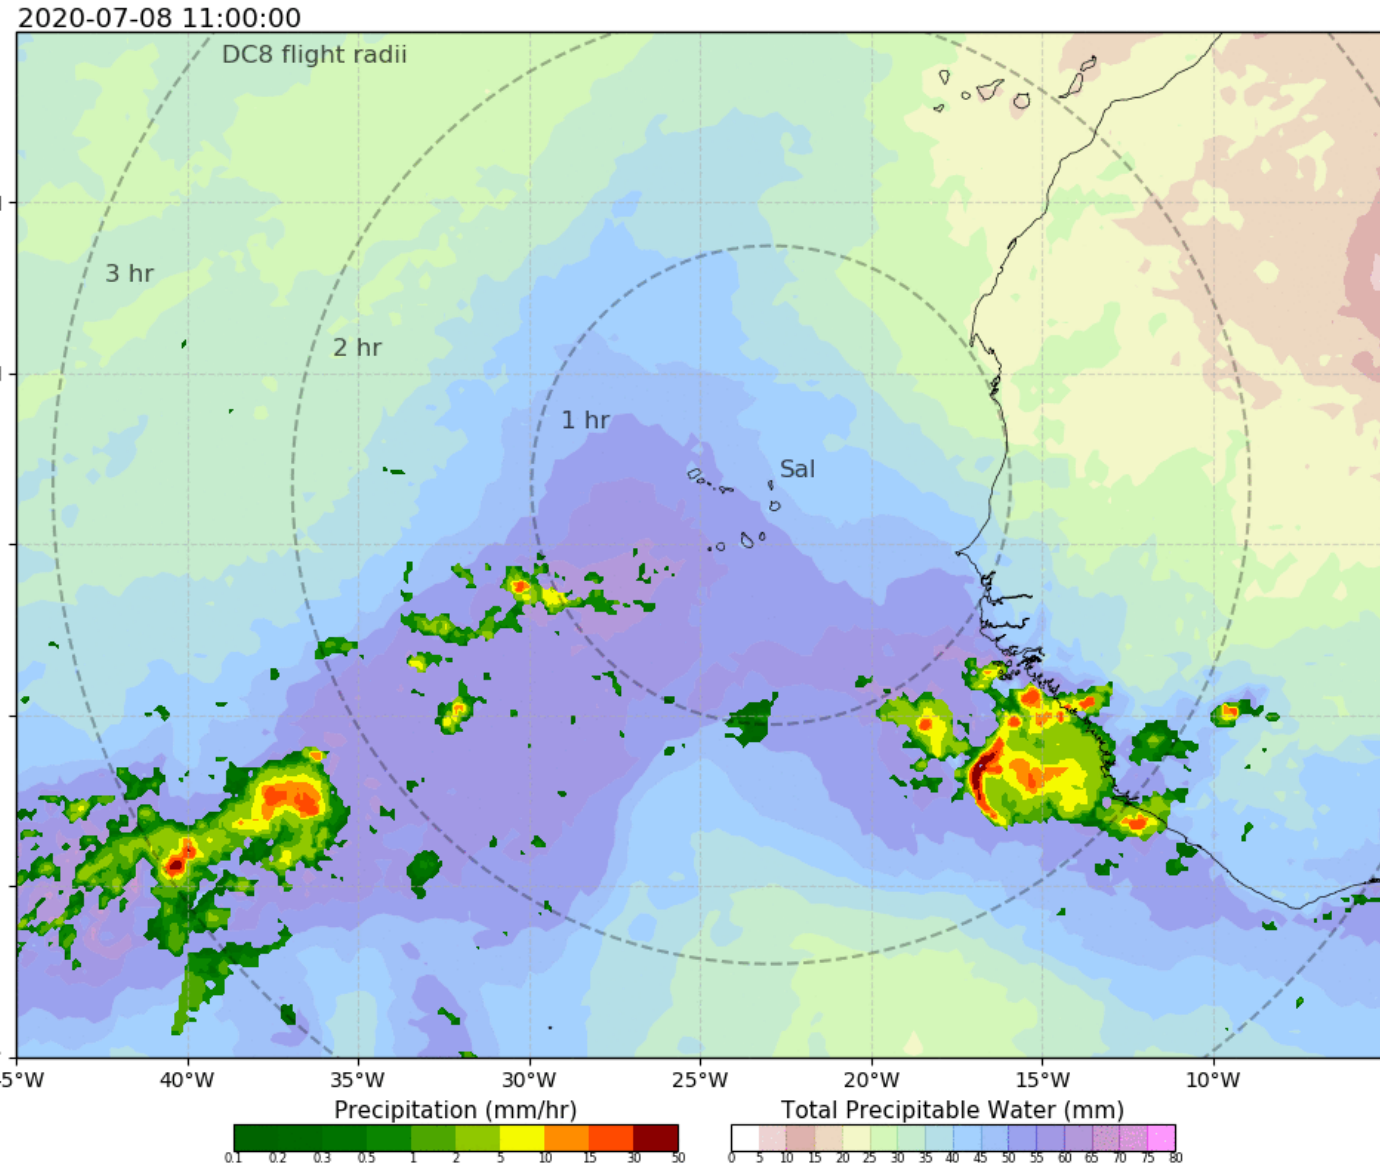 2020-07-08 11:00:00
DC8 flight radii
3 hr
2 hr
1 hr
Sal
5°W 40°W 35°W 30°W 25°W 20°W 15°W 10°W
Precipitation (mm/hr) Total Precipitable Water (mm)
0.1 0.2 0.3 0.5 1 2 5 10 15 30 50 0 5 10 15 20 25 30 35 40 45 50 55 60 65 70 75 80